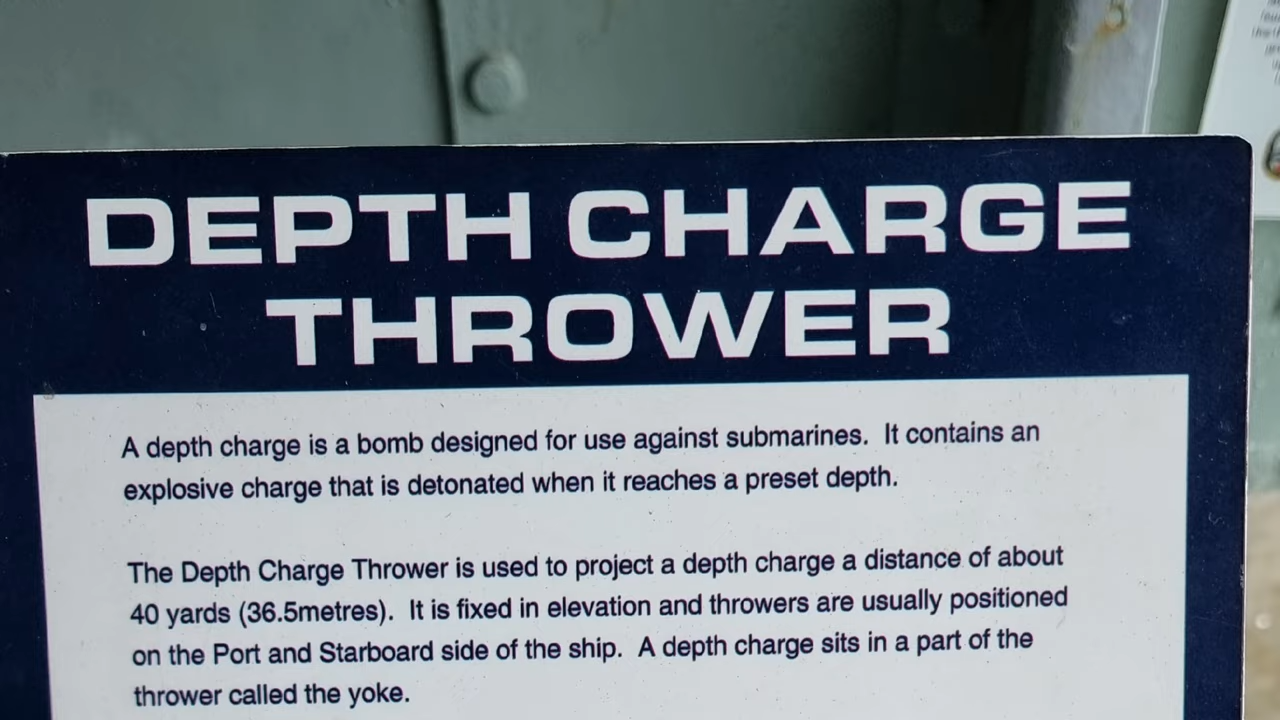 DEPTH CHARGE
THROWER
A depth charge is a bomb designed for use against submarines.  It contains an
explosive charge that is detonated when it reaches a preset depth.
The Depth Charge Thrower is used to project a depth charge a distance of about
40 yards (36.5metres).  It is fixed in elevation and throwers are usually positioned
on the Port and Starboard side of the ship.  A depth charge sits in a part of the
thrower called the yoke.